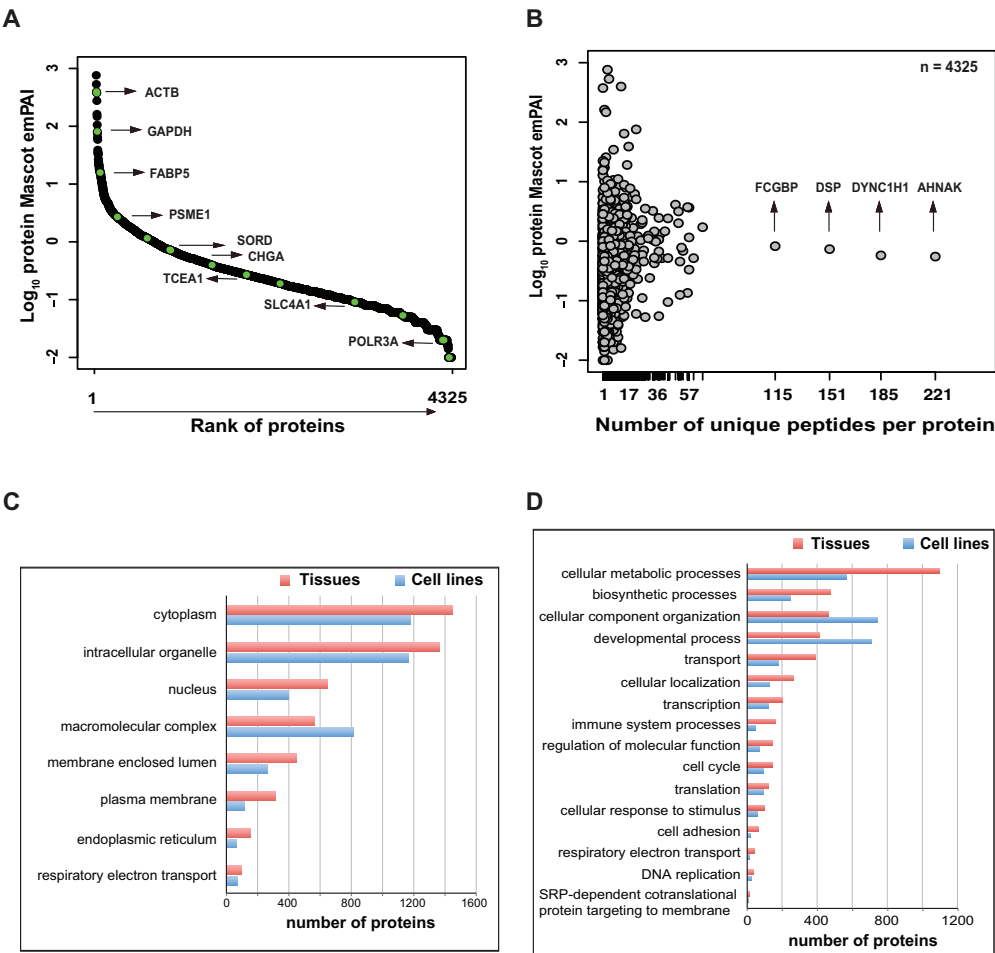 A
Log10 protein Mascot emPAI
3
2
1
0
−1
−2
ACTB
GAPDH
FABP5
PSME1
SORD
CHGA
TCEA1
SLC4A1
POLR3A
1
4325
Rank of proteins
B
Log10 protein Mascot emPAI
3
2
1
0
-1
-2
n = 4325
FCGBP DSP DYNC1H1 AHNAK
1 17 36 57 115 151 185 221
Number of unique peptides per protein
C
Tissues Cell lines
cytoplasm
intracellular organelle
nucleus
macromolecular complex
membrane enclosed lumen
plasma membrane
endoplasmic reticulum
respiratory electron transport
0 400 800 1200 1600
number of proteins
D
Tissues Cell lines
cellular metabolic processes
biosynthetic processes
cellular component organization
developmental process
transport
cellular localization
transcription
immune system processes
regulation of molecular function
cell cycle
translation
cellular response to stimulus
cell adhesion
respiratory electron transport
DNA replication
SRP-dependent cotranslational
protein targeting to membrane
0 400 800 1200
number of proteins